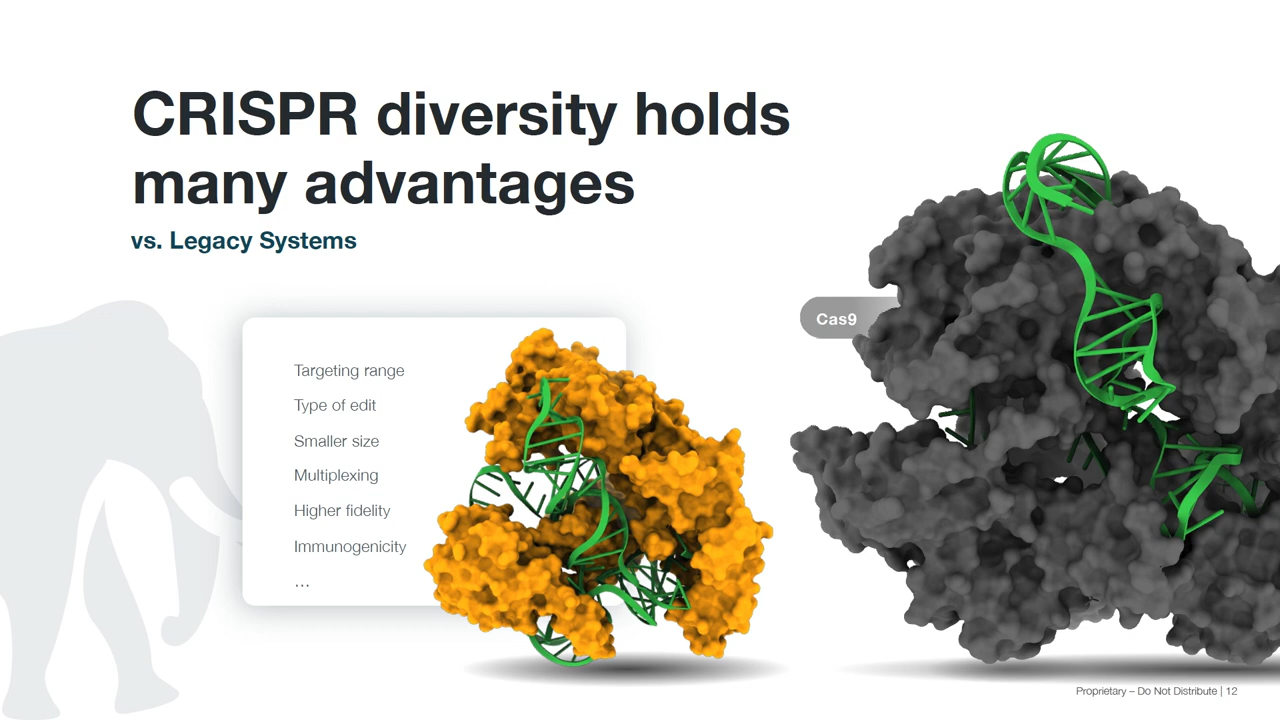 CRISPR diversity holds
many advantages
vs. Legacy Systems
Targeting range
Type of edit
Smaller size
Multiplexing
Higher fidelity
Immunogenicity
...
Cas9
Proprietary – Do Not Distribute | 12